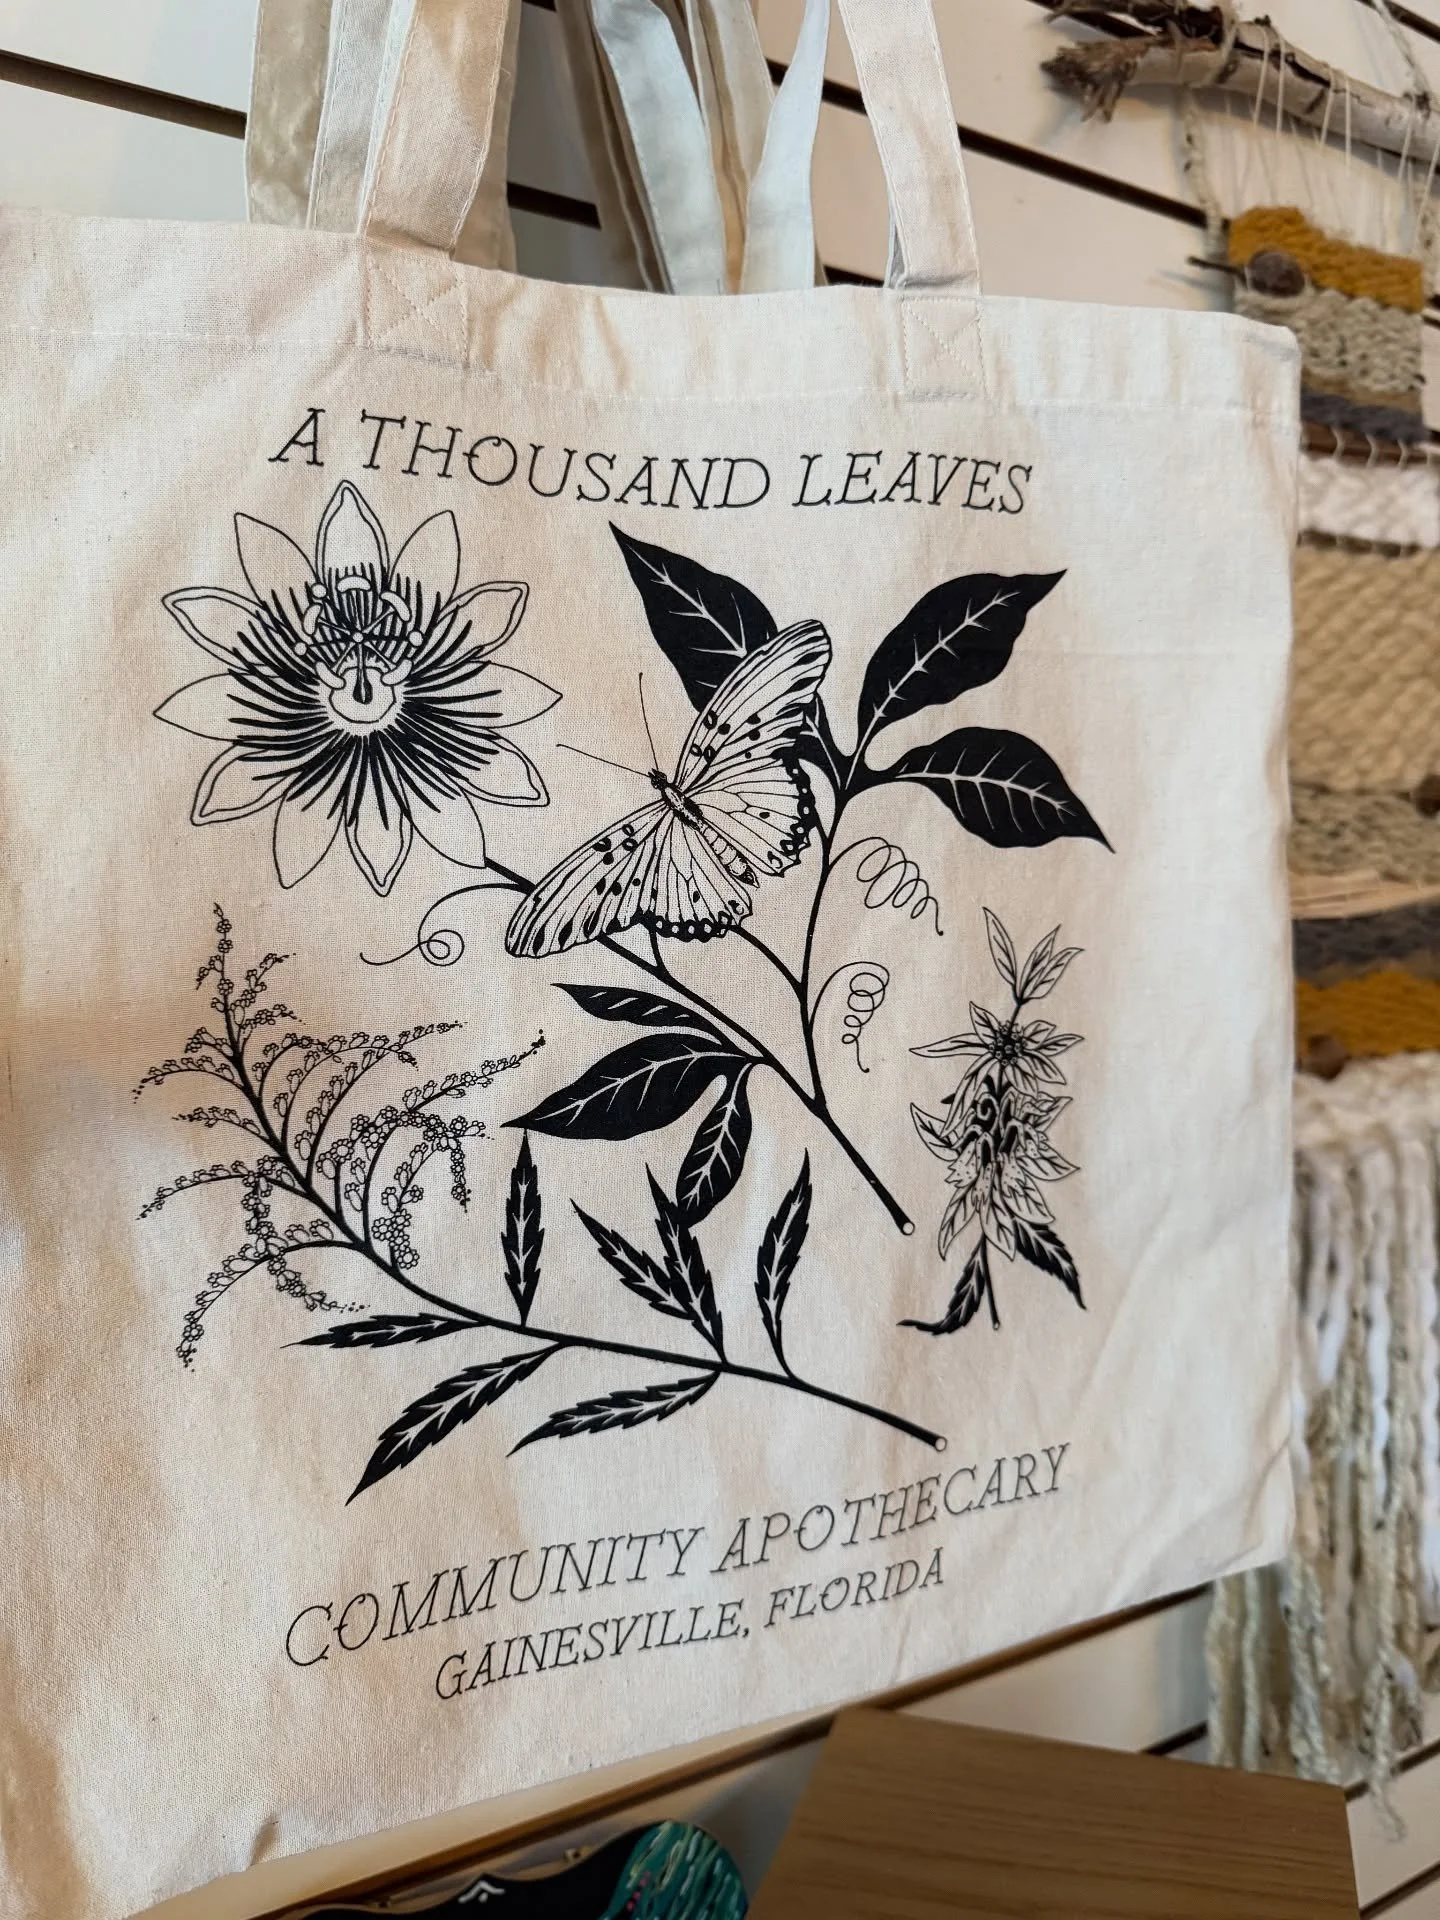 A THOUSAND LEAVES
COMMUNITY APOTHECARY
GAINESVILLE, FLORIDA